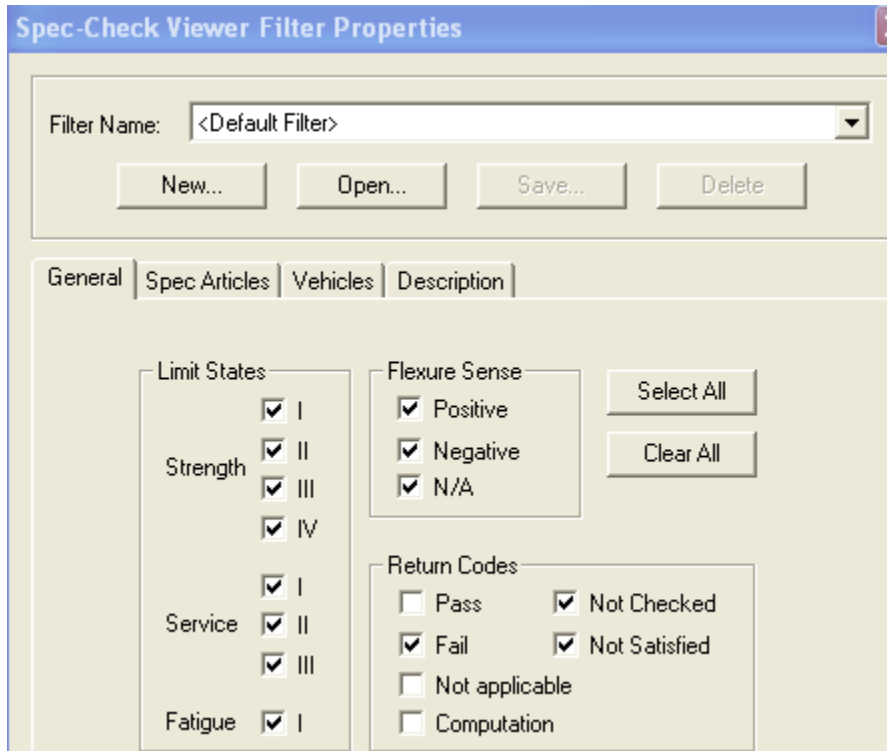 Spec-Check Viewer Filter Properties
Filter Name: <Default Filter>
New... Open... Save... Delete
General Spec Articles Vehicles Description
Limit States
Strength
I
II
III
IV
Service
I
II
III
Fatigue I
Flexure Sense
Positive
Negative
N/A
Select All
Clear All
Return Codes
Pass Not Checked
Fail Not Satisfied
Not applicable
Computation